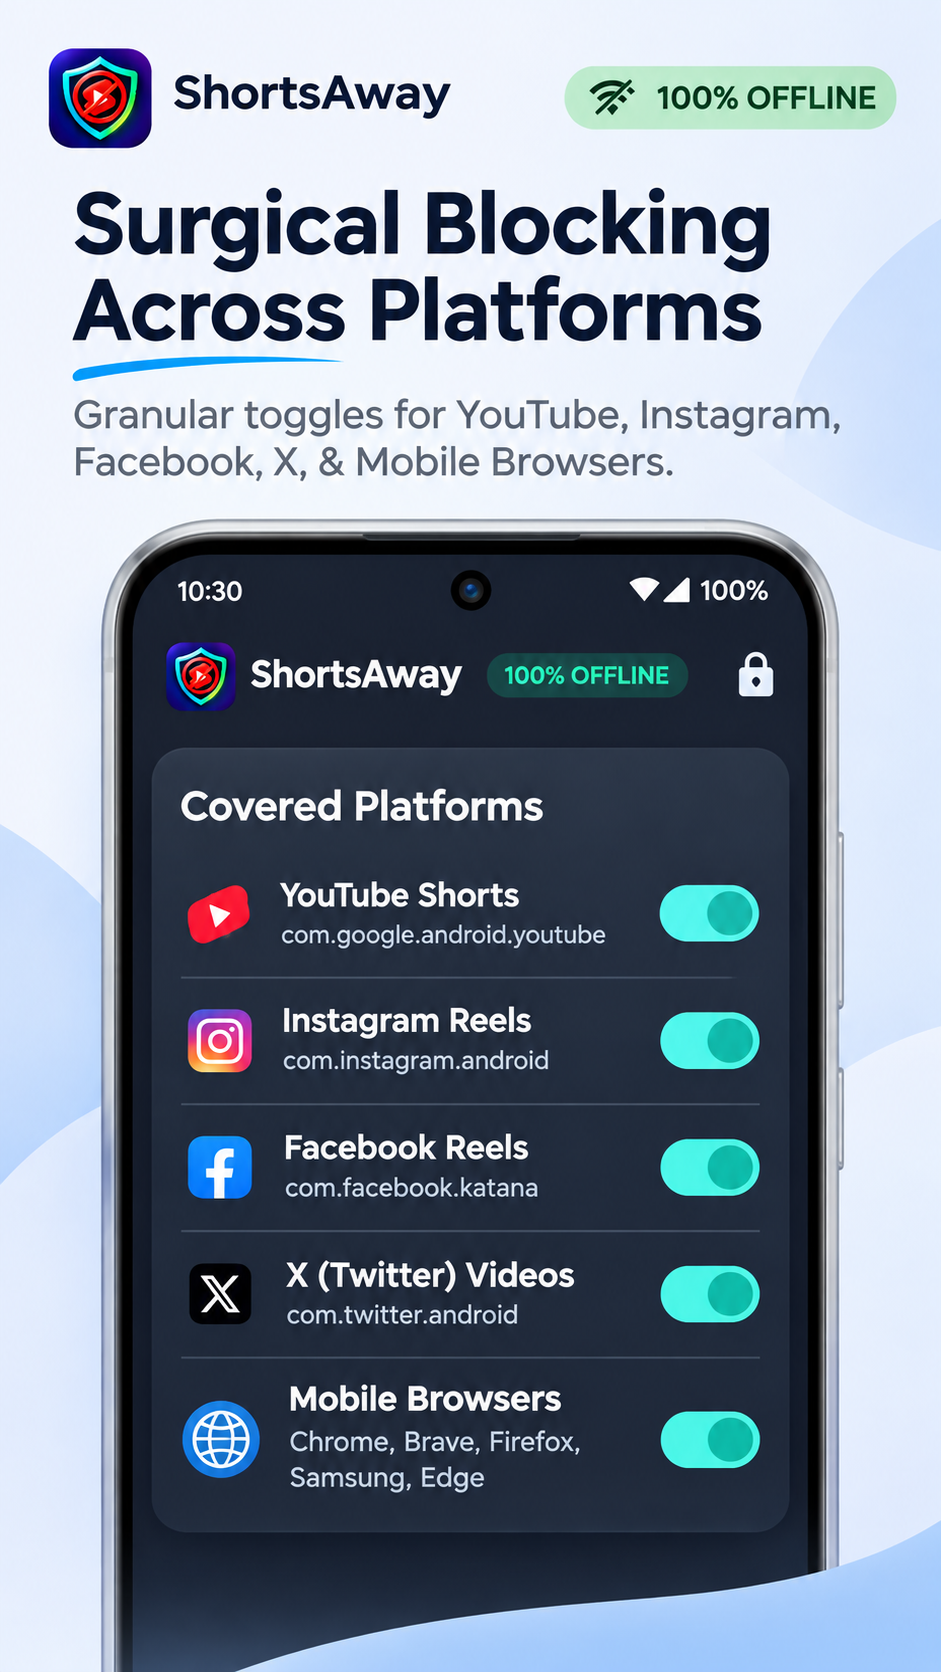 ShortsAway
100% OFFLINE
Surgical Blocking
Across Platforms
Granular toggles for YouTube, Instagram,
Facebook, X, & Mobile Browsers.
10:30
100%
ShortsAway
100% OFFLINE
Covered Platforms
YouTube Shorts
com.google.android.youtube
Instagram Reels
com.instagram.android
Facebook Reels
com.facebook.katana
X (Twitter) Videos
com.twitter.android
Mobile Browsers
Chrome, Brave, Firefox,
Samsung, Edge